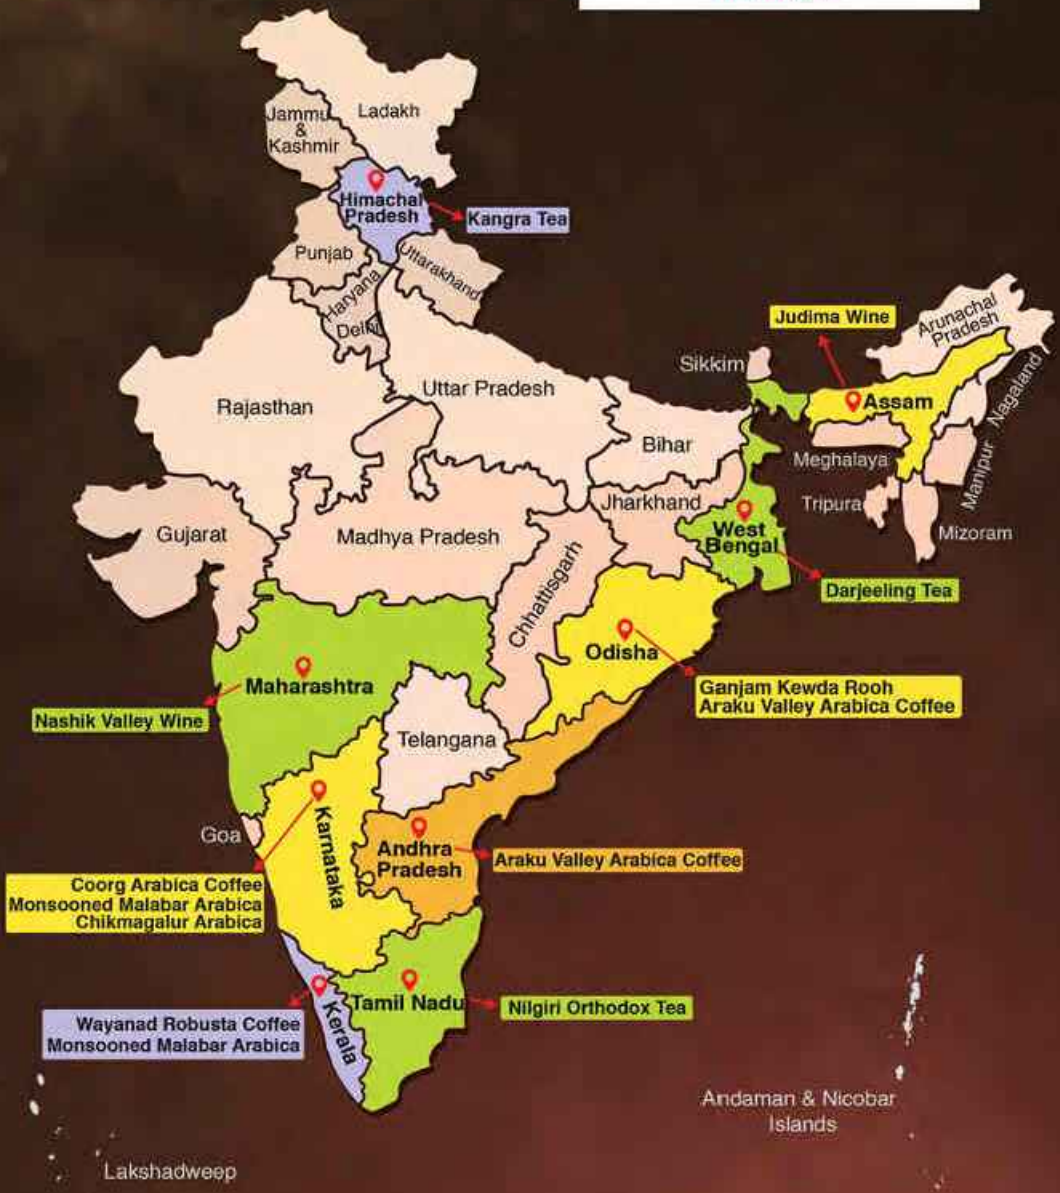 Ladakh
Jammu
&
Kashmir
Himachal
Pradesh
Kangra Tea
Punjab
Uttarakhand
Haryana
Delhi
Rajasthan
Uttar Pradesh
Bihar
Sikkim
Judima Wine
Arunachal
Pradesh
Assam
Nagaland
Meghalaya
Manipur
Tripura
Mizoram
Gujarat
Madhya Pradesh
Jharkhand
West
Bengal
Darjeeling Tea
Chhattisgarh
Odisha
Ganjam Kewda Rooh
Araku Valley Arabica Coffee
Maharashtra
Nashik Valley Wine
Telangana
Goa
Karnataka
Andhra
Pradesh
Araku Valley Arabica Coffee
Coorg Arabica Coffee
Monsooned Malabar Arabica
Chikmagalur Arabica
Tamil Nadu
Nilgiri Orthodox Tea
Kerala
Wayanad Robusta Coffee
Monsooned Malabar Arabica
Andaman & Nicobar
Islands
Lakshadweep